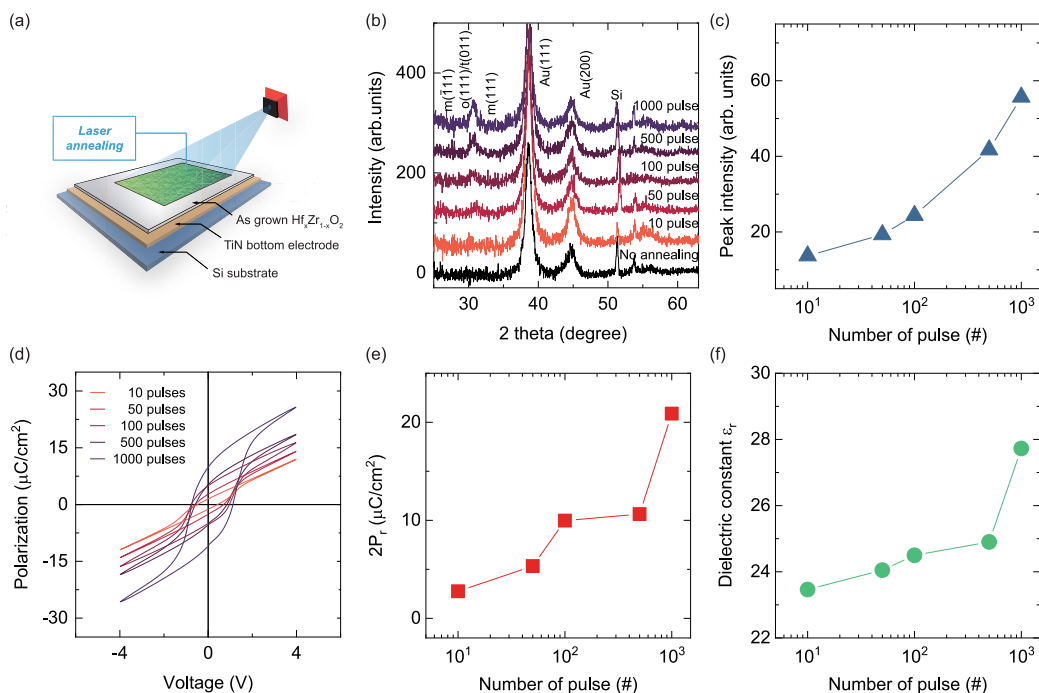 (a)
Laser
annealing
As grown HfxZr1-xO2
TiN bottom electrode
Si substrate
(b)
Intensity (arb.units)
400
200
0
m(-111)
o(111)/t(011)
m(111)
Au(111)
Au(200)
Si
1000 pulse
500 pulse
100 pulse
50 pulse
10 pulse
No annealing
30 40 50 60
2 theta (degree)
(c)
Peak intensity (arb. units)
60
40
20
10¹ 10² 10³
Number of pulse (#)
(d)
Polarization (μC/cm²)
30
15
0
-15
-30
10 pulses
50 pulses
100 pulses
500 pulses
1000 pulses
-4 0 4
Voltage (V)
(e)
2Pr (μC/cm²)
20
10
0
10¹ 10² 10³
Number of pulse (#)
(f)
Dielectric constant εr
30
28
26
24
22
10¹ 10² 10³
Number of pulse (#)